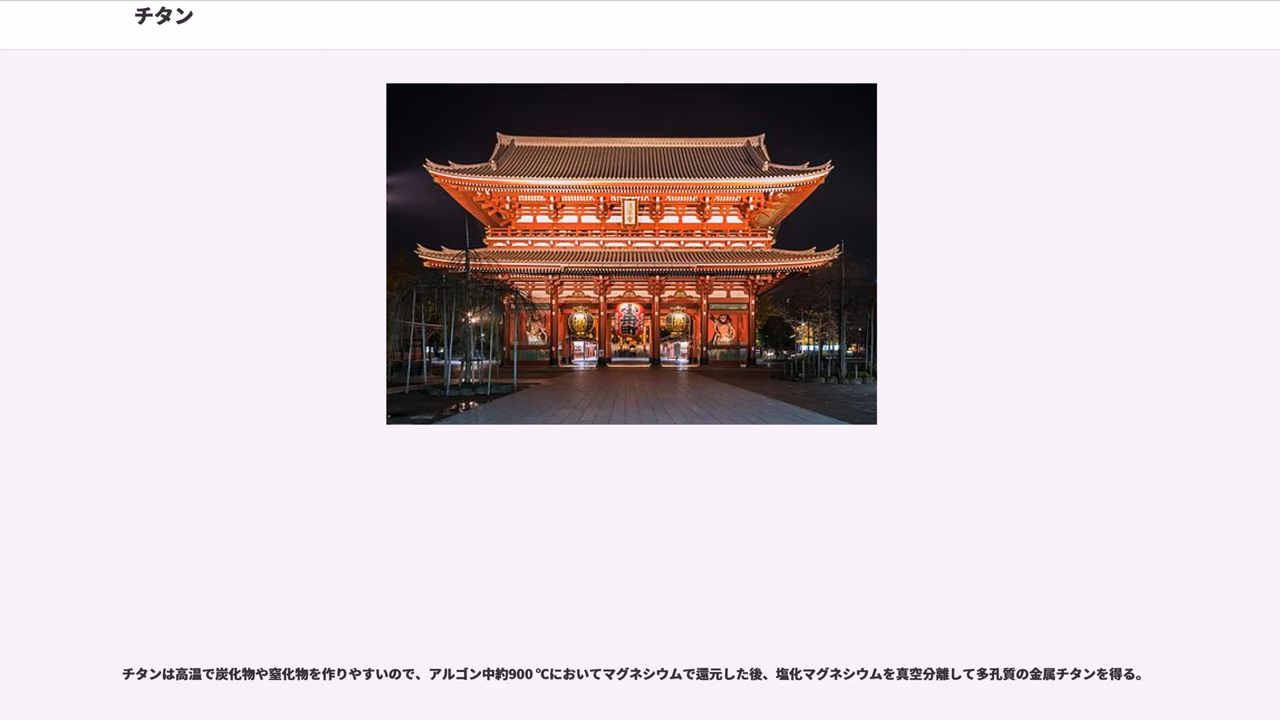 チタン
小舟町
チタンは高温で炭化物や窒化物を作りやすいので、アルゴン中約900 ℃においてマグネシウムで還元した後、塩化マグネシウムを真空分離して多孔質の金属チタンを得る。